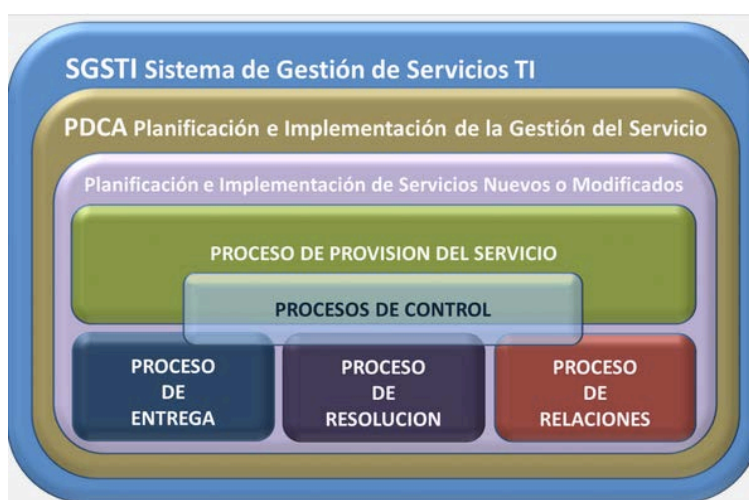 SGSTI Sistema de Gestión de Servicios TI
PDCA Planificación e Implementación de la Gestión del Servicio
Planificación e Implementación de Servicios Nuevos o Modificados
PROCESO DE PROVISION DEL SERVICIO
PROCESOS DE CONTROL
PROCESO
DE
ENTREGA
PROCESO
DE
RESOLUCION
PROCESO
DE
RELACIONES